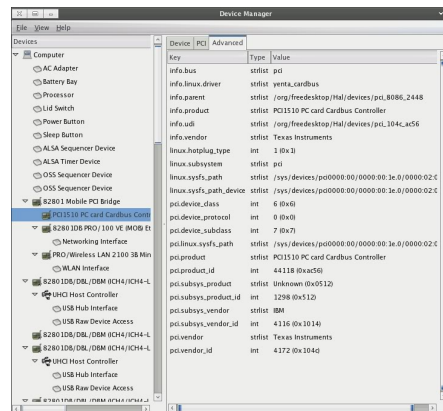 Device Manager
File View Help
Devices
Computer
AC Adapter
Battery Bay
Processor
Lid Switch
Power Button
Sleep Button
ALSA Sequencer Device
ALSA Timer Device
OSS Sequencer Device
OSS Sequencer Device
82801 Mobile PCI Bridge
PCI1510 PC card Cardbus Contr
82801DB PRO/100 VE (MOB) Et
Networking Interface
PRO/Wireless LAN 2100 3B Min
WLAN Interface
82801DB/DBL/DBM (ICH4/ICH4-L
UHCI Host Controller
USB Hub Interface
USB Raw Device Access
82801DB/DBL/DBM (ICH4/ICH4-L
UHCI Host Controller
USB Hub Interface
USB Raw Device Access
82801DB/DBL/DBM (ICH4/ICH4-L
Device PCI Advanced
Key Type Value
info.bus strlist pci
info.linux.driver strlist yenta_cardbus
info.parent strlist /org/freedesktop/Hal/devices/pci_8086_2448
info.product strlist PCI1510 PC card Cardbus Controller
info.udi strlist /org/freedesktop/Hal/devices/pci_104c_ac56
info.vendor strlist Texas Instruments
linux.hotplug_type int 1 (0x1)
linux.subsystem strlist pci
linux.sysfs_path strlist /sys/devices/pci0000:00/0000:00:1e.0/0000:02:0
linux.sysfs_path_device strlist /sys/devices/pci0000:00/0000:00:1e.0/0000:02:0
pci.device_class int 6 (0x6)
pci.device_protocol int 0 (0x0)
pci.device_subclass int 7 (0x7)
pci.linux.sysfs_path strlist /sys/devices/pci0000:00/0000:00:1e.0/0000:02:0
pci.product strlist PCI1510 PC card Cardbus Controller
pci.product_id int 44118 (0xac56)
pci.subsys_product strlist Unknown (0x0512)
pci.subsys_product_id int 1298 (0x512)
pci.subsys_vendor strlist IBM
pci.subsys_vendor_id int 4116 (0x1014)
pci.vendor strlist Texas Instruments
pci.vendor_id int 4172 (0x104c)